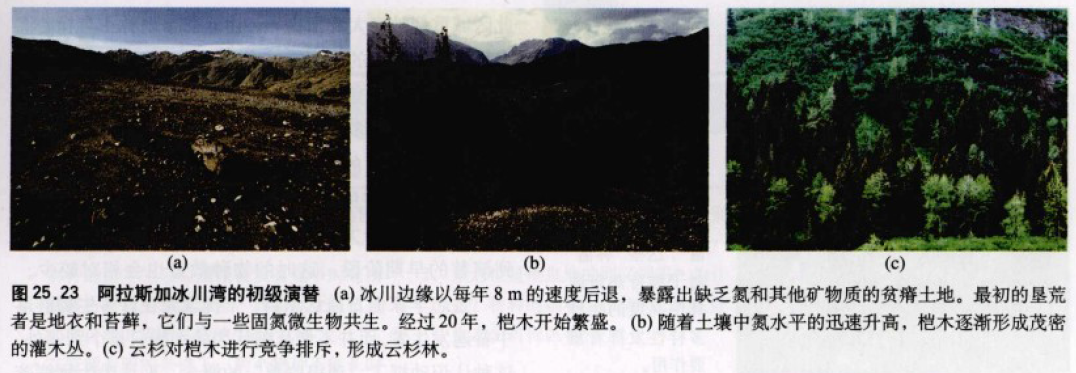 (a)
(b)
(c)
图25.23 阿拉斯加冰川湾的初级演替 (a) 冰川边缘以每年8 m的速度后退，暴露出缺乏氮和其他矿物质的贫瘠土地。最初的垦荒
者是地衣和苔藓，它们与一些固氮微生物共生。经过20年，桤木开始繁盛。(b) 随着土壤中氮水平的迅速升高，桤木逐渐形成茂密
的灌木丛。(c) 云杉对桤木进行竞争排斥，形成云杉林。